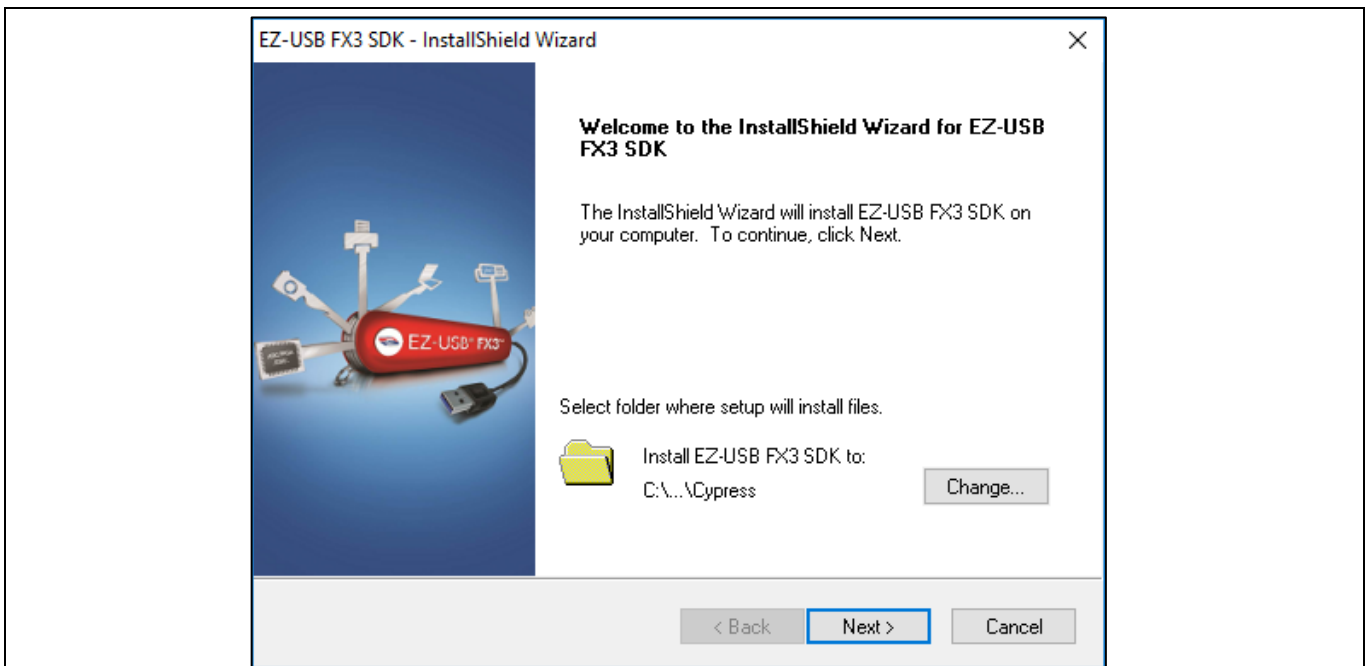 EZ-USB FX3 SDK - InstallShield Wizard
Welcome to the InstallShield Wizard for EZ-USB
FX3 SDK
The InstallShield Wizard will install EZ-USB FX3 SDK on
your computer. To continue, click Next.
EZ-USB® FX3™
Select folder where setup will install files.
Install EZ-USB FX3 SDK to:
C:\...\Cypress
Change...
< Back
Next >
Cancel